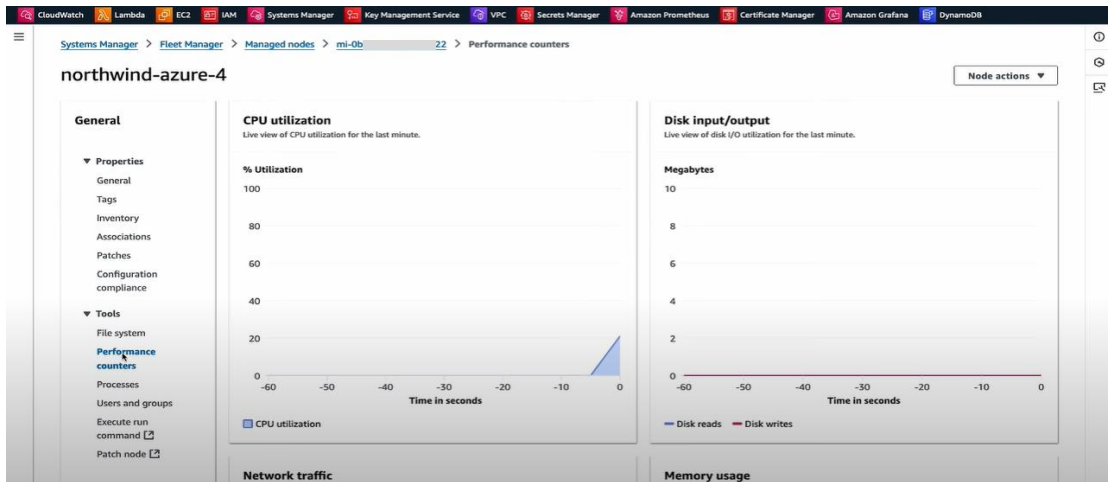 CloudWatch Lambda EC2 IAM Systems Manager Key Management Service VPC Secrets Manager Amazon Prometheus Certificate Manager Amazon Grafana DynamoDB
Systems Manager > Fleet Manager > Managed nodes > mi-0b 22 > Performance counters
northwind-azure-4
Node actions
General
Properties
General
Tags
Inventory
Associations
Patches
Configuration
compliance
Tools
File system
Performance
counters
Processes
Users and groups
Execute run
command
Patch node
CPU utilization
Live view of CPU utilization for the last minute.
% Utilization
100
80
60
40
20
0
-60 -50 -40 -30 -20 -10 0
Time in seconds
CPU utilization
Disk input/output
Live view of disk I/O utilization for the last minute.
Megabytes
10
8
6
4
2
0
-60 -50 -40 -30 -20 -10 0
Time in seconds
Disk reads Disk writes
Network traffic
Memory usage